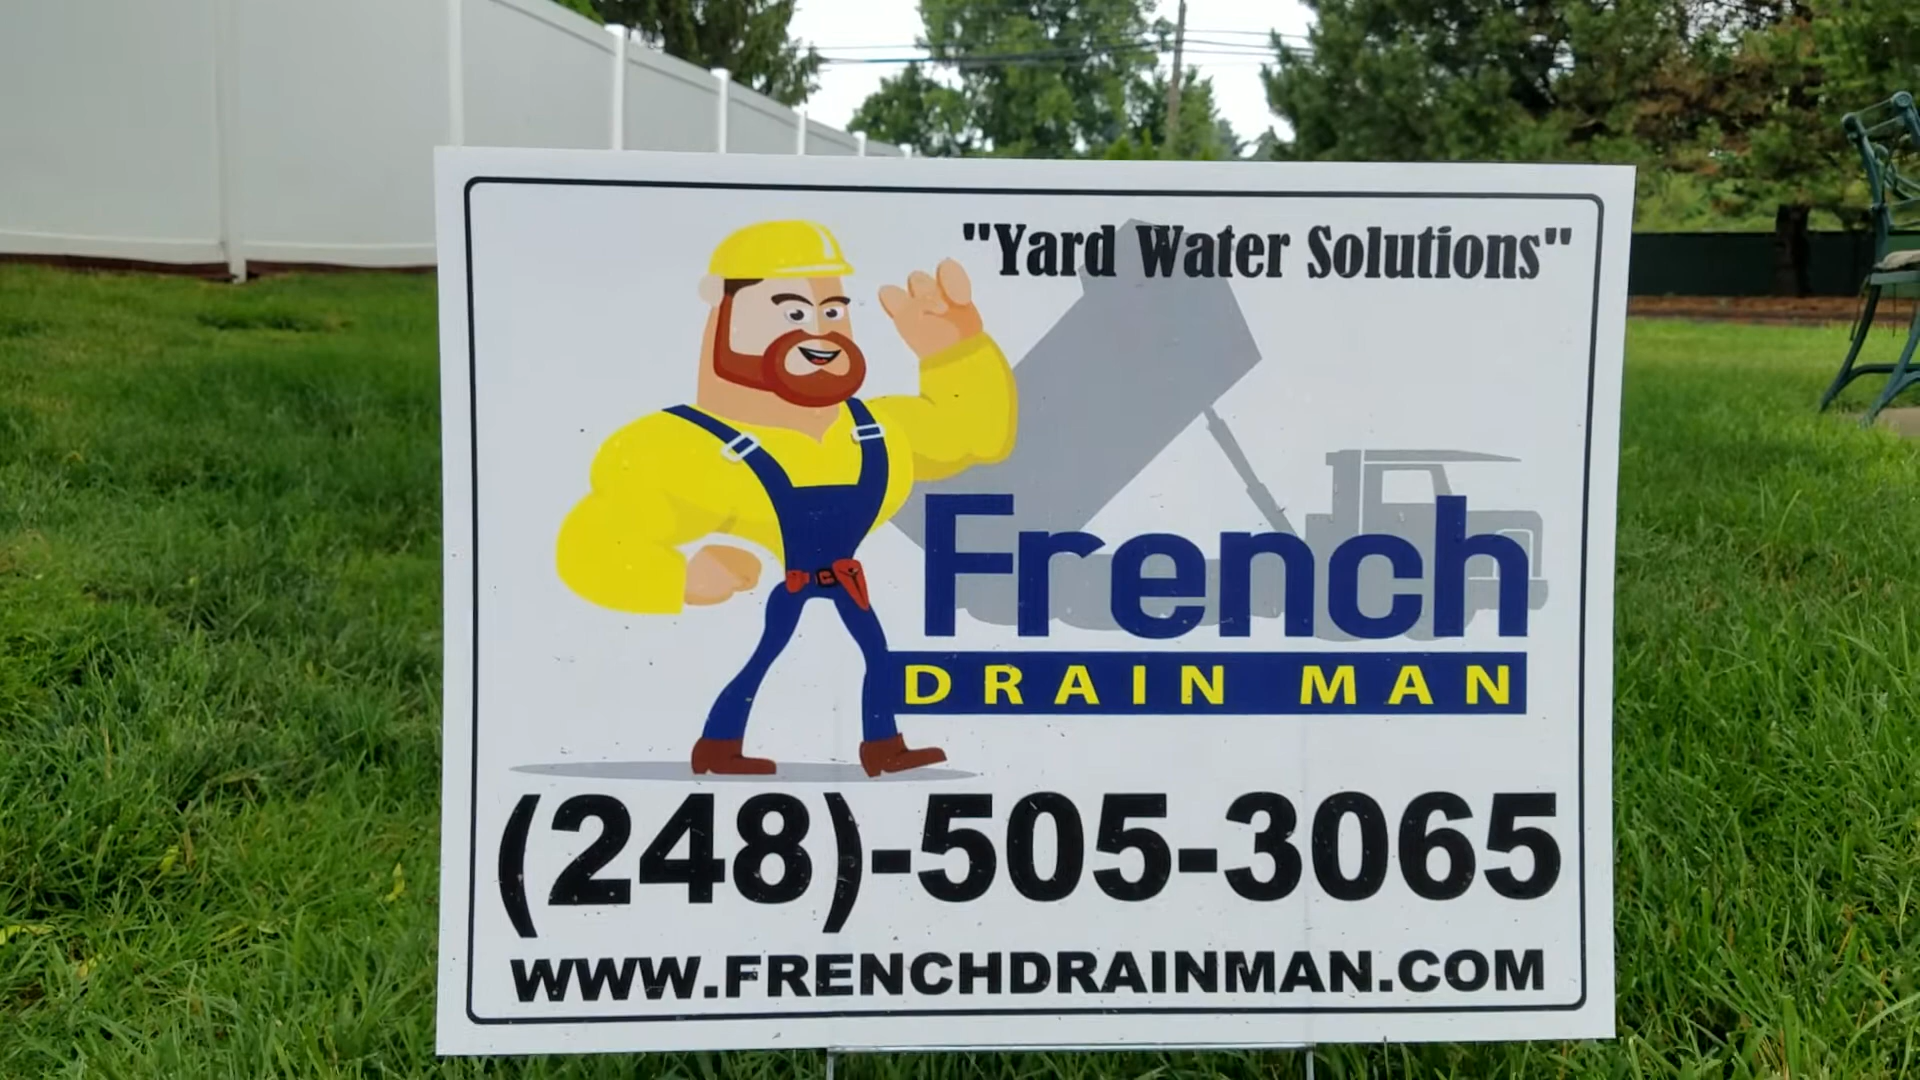 "Yard Water Solutions"
French
DRAIN MAN
(248)-505-3065
WWW.FRENCHDRAINMAN.COM